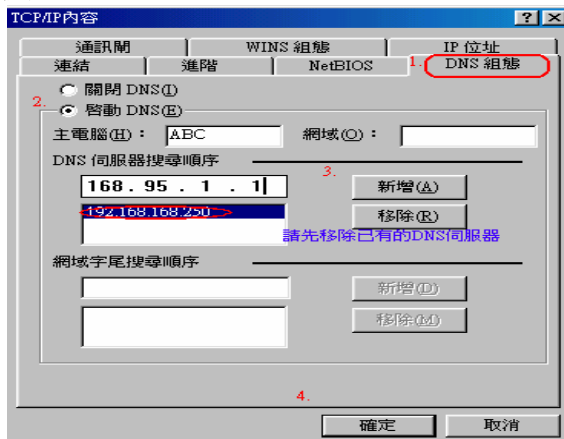 TCP/IP內容
通訊閘 WINS 組態 IP 位址
連結 進階 NetBIOS 1. DNS 組態
關閉 DNS(I)
2. 啓動 DNS(E)
主電腦(H)： ABC 網域(O)：
DNS 伺服器搜尋順序
3.
168 . 95 . 1 . 1 新增(A)
192.168.168.250 移除(R)
請先移除已有的DNS伺服器
網域字尾搜尋順序
新增(D)
移除(M)
4.
確定 取消